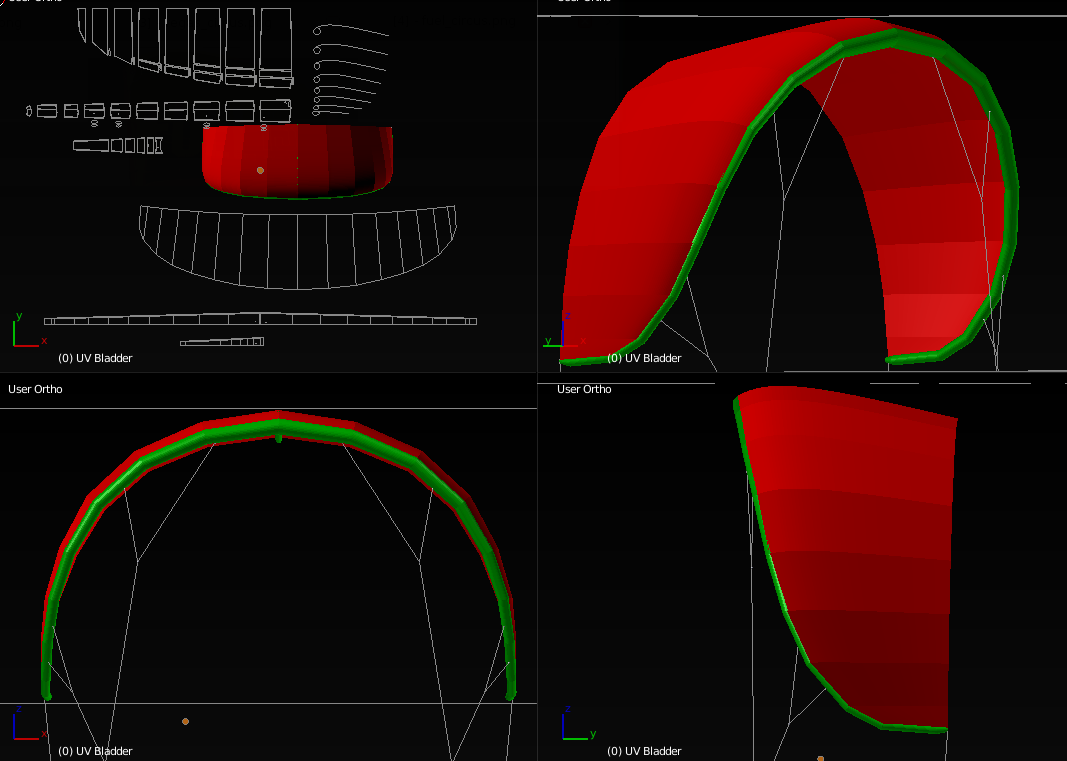 User Ortho
User Ortho
y
x
(0) UV Bladder
z
y
x
(0) UV Bladder
User Ortho
User Ortho
z
x
(0) UV Bladder
z
y
(0) UV Bladder